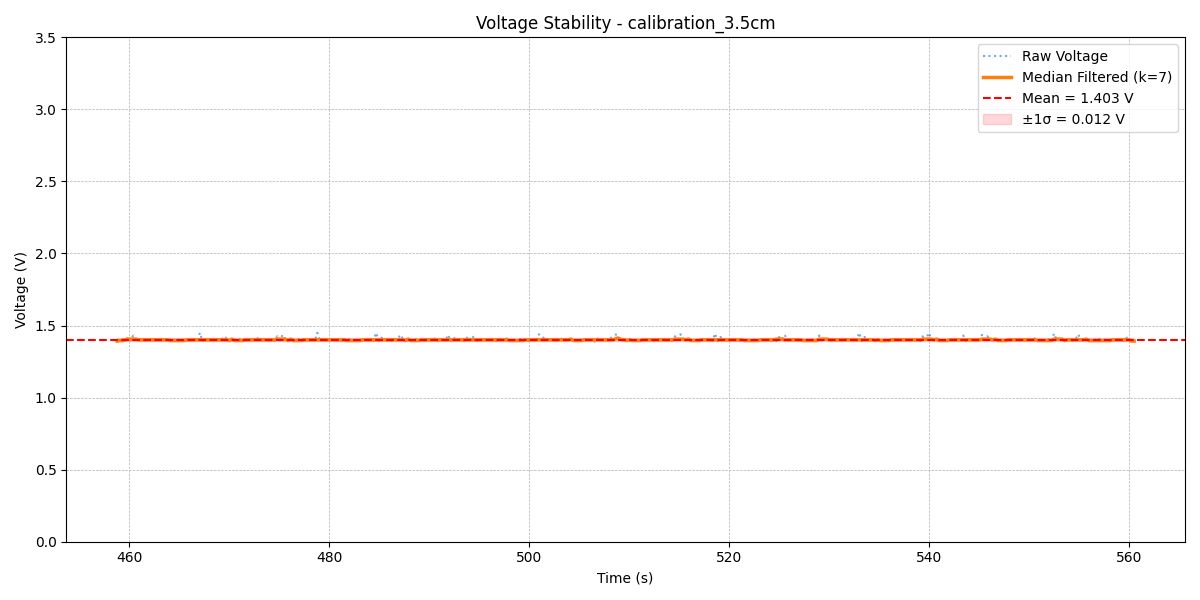 Voltage Stability - calibration_3.5cm
3.5
3.0
2.5
2.0
1.5
1.0
0.5
0.0
Voltage (V)
Raw Voltage
Median Filtered (k=7)
Mean = 1.403 V
±1σ = 0.012 V
460 480 500 520 540 560
Time (s)